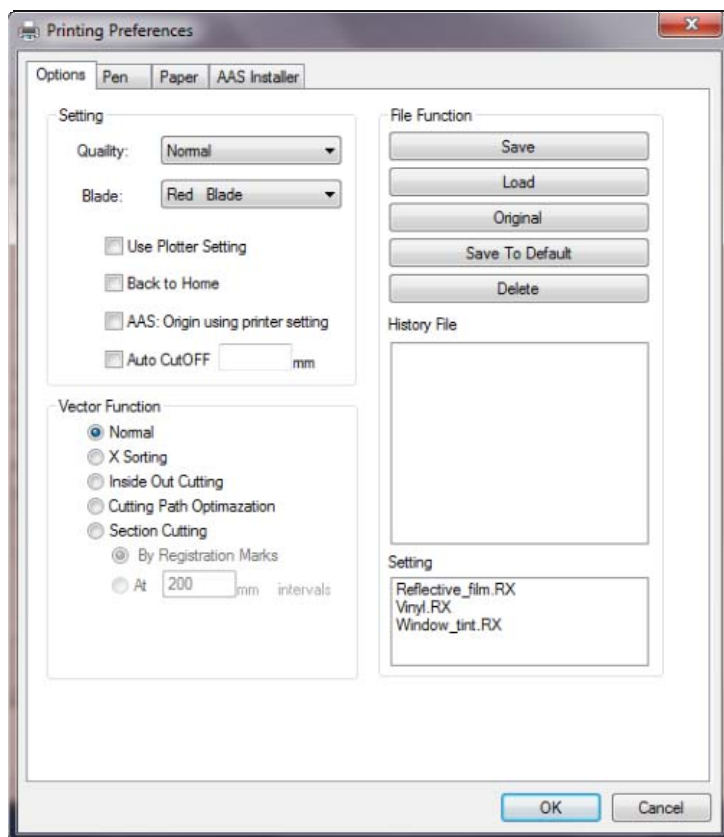 Printing Preferences
Options Pen Paper AAS Installer
Setting
Quaility: Normal
Blade: Red Blade
Use Plotter Setting
Back to Home
AAS: Origin using printer setting
Auto CutOFF mm
Vector Function
Normal
X Sorting
Inside Out Cutting
Cutting Path Optimazation
Section Cutting
By Registration Marks
At 200 mm intervals
File Function
Save
Load
Original
Save To Default
Delete
History File
Setting
Reflective_film.RX
Vinyl.RX
Window_tint.RX
OK Cancel